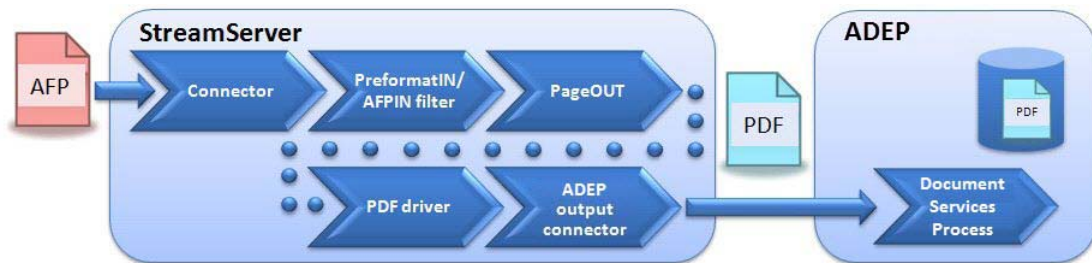 StreamServer
AFP
Connector
PreformatIN/
AFPIN filter
PageOUT
PDF driver
ADEP
output
connector
PDF
ADEP
PDF
Document
Services
Process